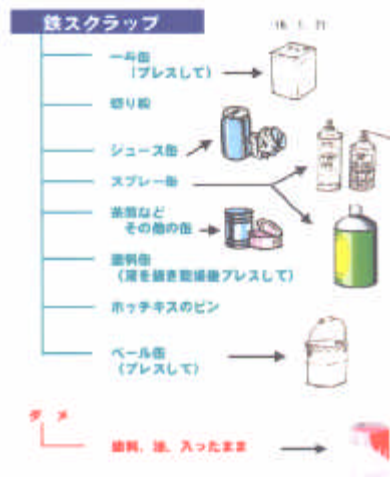 鉄スクラップ
一斗缶
(プレスして)
切り粉
ジュース缶
スプレー缶
茶筒など
その他の缶
塗料缶
(液を抜き乾燥後プレスして)
ホッチキスのピン
ペール缶
(プレスして)
ダメ
塗料、油、入ったまま